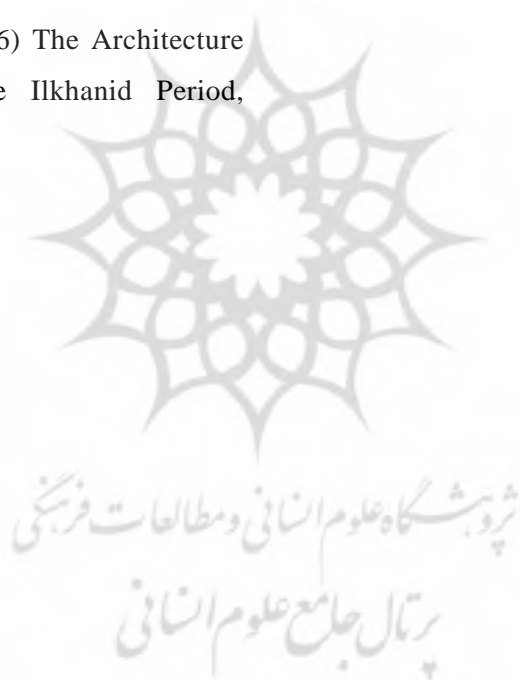 6) The Architecture
e Ilkhanid Period,
پژوهشگاه علوم انسانی و مطالعات فرهنگی
پرتال جامع علوم انسانی